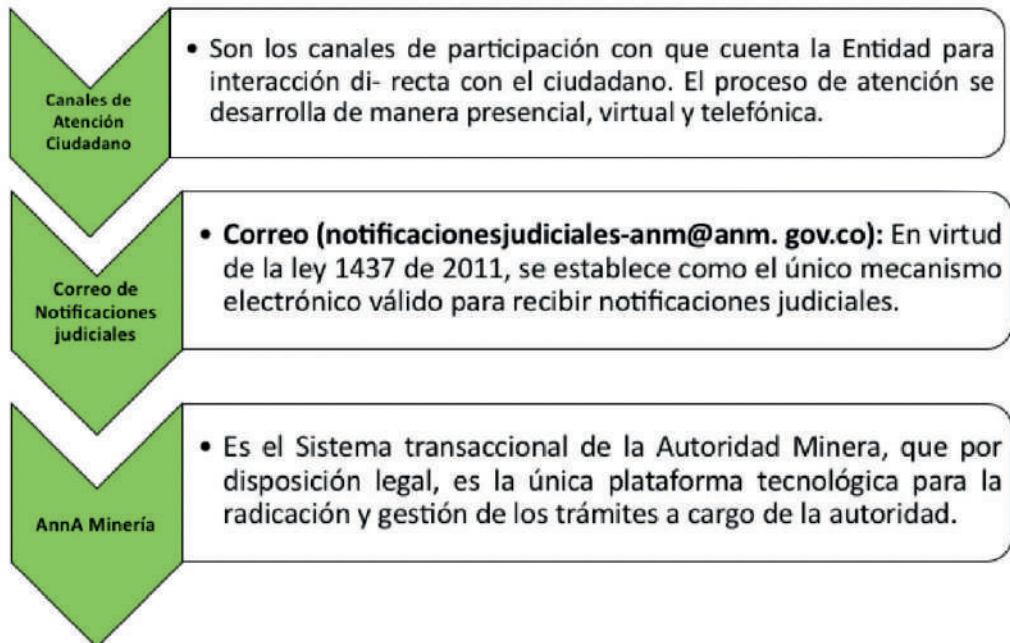 Canales de
Atención
Ciudadano
• Son los canales de participación con que cuenta la Entidad para
interacción di- recta con el ciudadano. El proceso de atención se
desarrolla de manera presencial, virtual y telefónica.
Correo de
Notificaciones
judiciales
• Correo (notificacionesjudiciales-anm@anm. gov.co): En virtud
de la ley 1437 de 2011, se establece como el único mecanismo
electrónico válido para recibir notificaciones judiciales.
AnnA Minería
• Es el Sistema transaccional de la Autoridad Minera, que por
disposición legal, es la única plataforma tecnológica para la
radicación y gestión de los trámites a cargo de la autoridad.